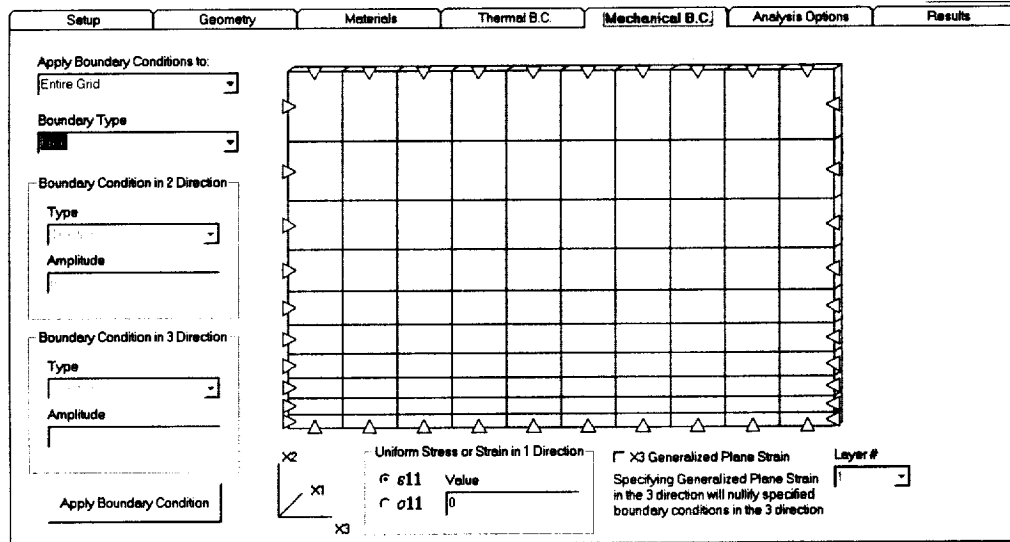 Setup
Geometry
Materials
Thermal B.C.
Mechanical B.C.
Analysis Options
Results
Apply Boundary Conditions to:
Entire Grid
Boundary Type
Boundary Condition in 2 Direction
Type
Amplitude
Boundary Condition in 3 Direction
Type
Amplitude
Apply Boundary Condition
X2
X1
X3
Uniform Stress or Strain in 1 Direction
ε11
σ11
Value
0
X3 Generalized Plane Strain
Specifying Generalized Plane Strain
in the 3 direction will nullify specified
boundary conditions in the 3 direction
Layer #
1